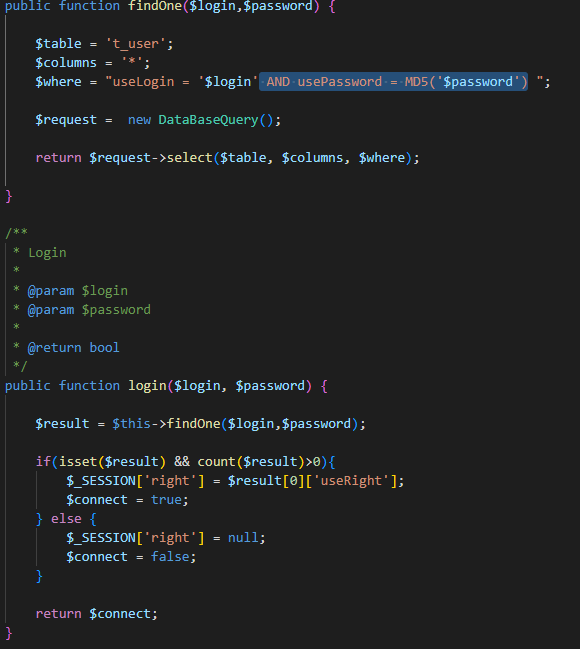 public function findOne($login,$password) {
$table = 't_user';
$columns = '*';
$where = "useLogin = '$login' AND usePassword = MD5('$password') ";
$request =  new DataBaseQuery();
return $request->select($table, $columns, $where);
}
/**
* Login
*
* @param $login
* @param $password
*
* @return bool
*/
public function login($login, $password) {
$result = $this->findOne($login,$password);
if(isset($result) && count($result)>0){
$_SESSION['right'] = $result[0]['useRight'];
$connect = true;
} else {
$_SESSION['right'] = null;
$connect = false;
}
return $connect;
}